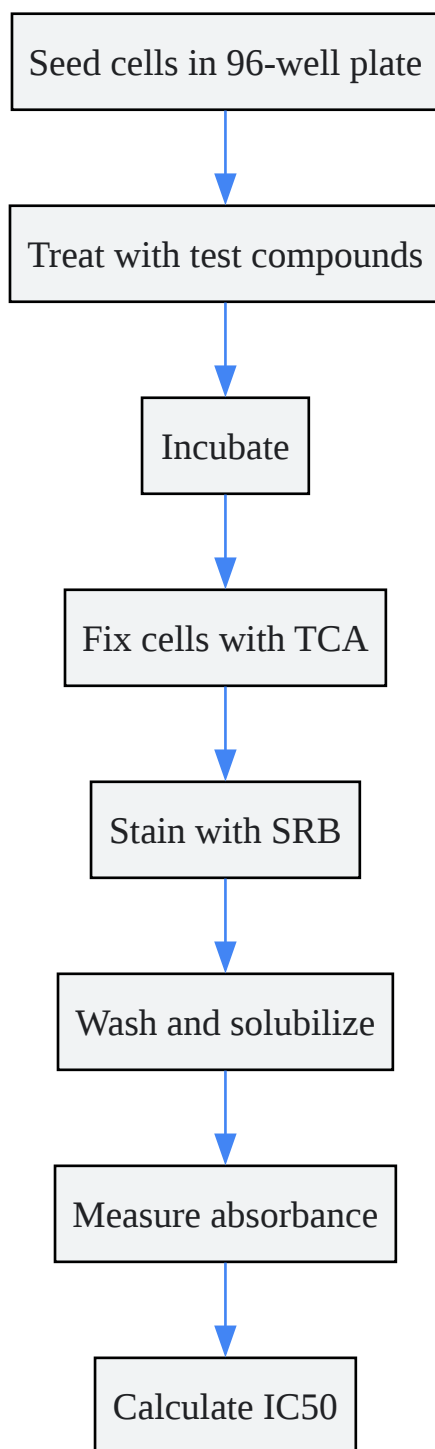 Seed cells in 96-well plate
Treat with test compounds
Incubate
Fix cells with TCA
Stain with SRB
Wash and solubilize
Measure absorbance
Calculate IC50